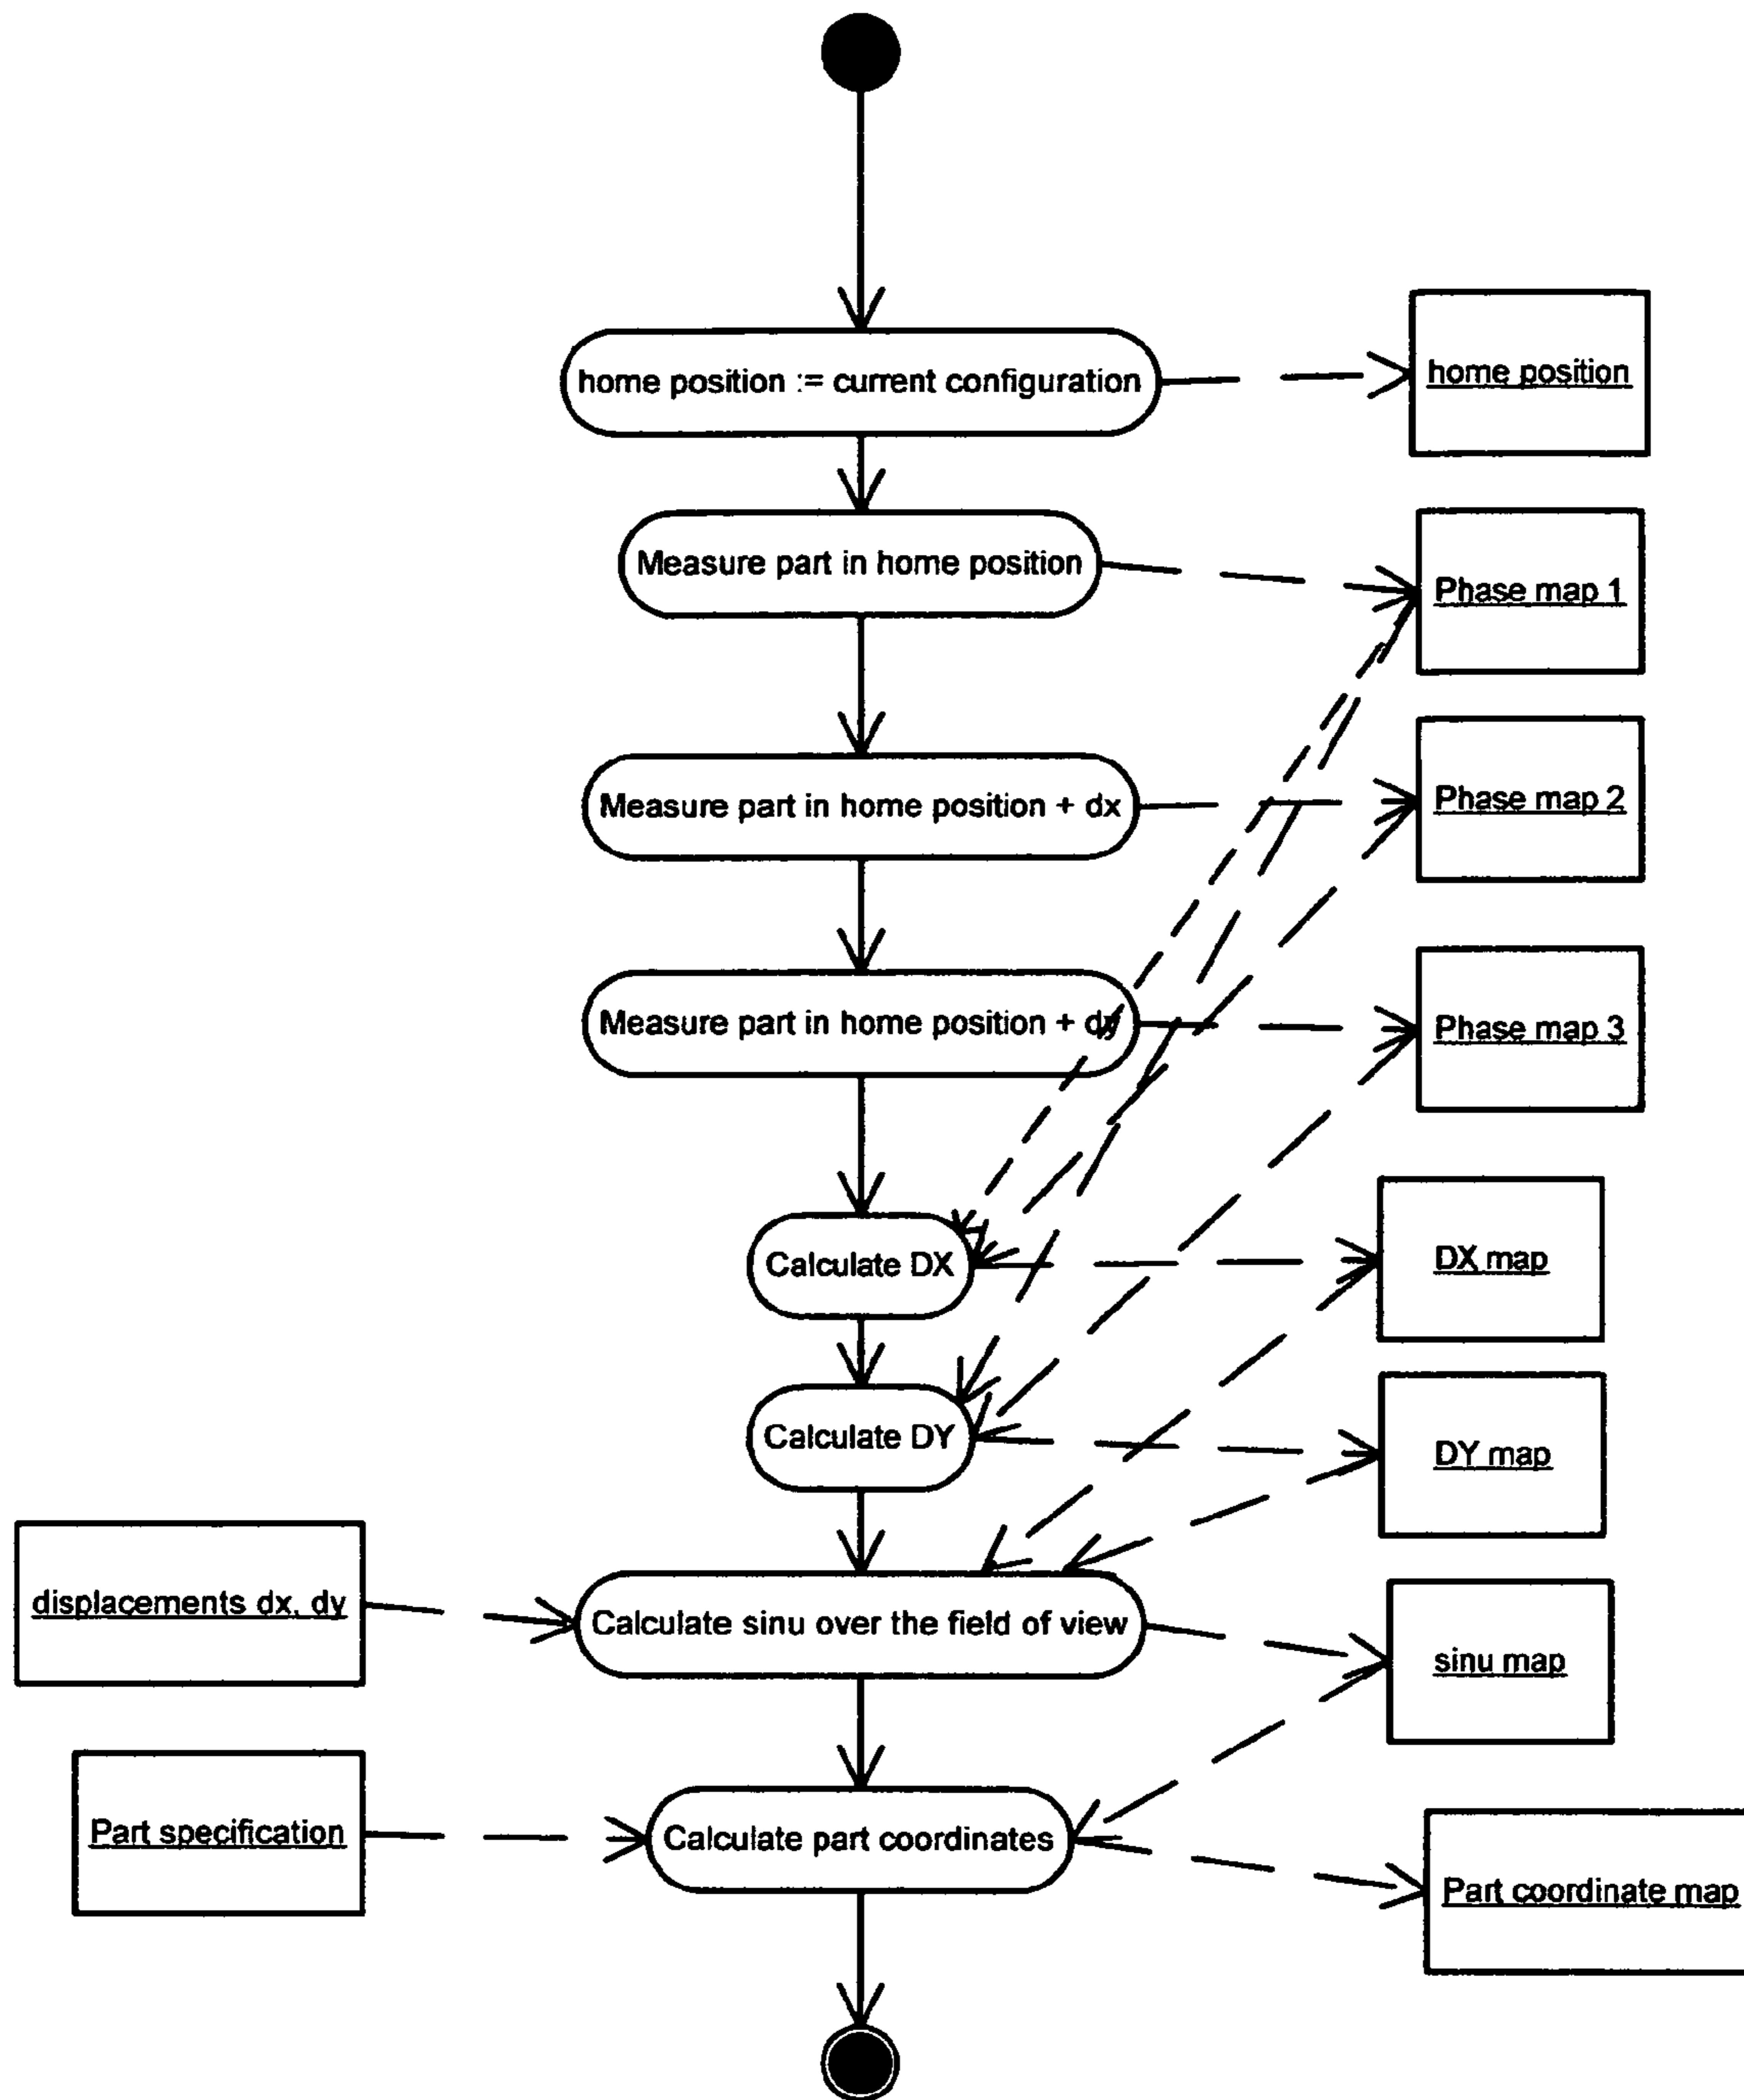 home position := current configuration
home position
Measure part in home position
Phase map 1
Measure part in home position + dx
Phase map 2
Measure part in home position + dy
Phase map 3
Calculate DX
DX map
Calculate DY
DY map
displacements dx, dy
Calculate sinu over the field of view
sinu map
Part specification
Calculate part coordinates
Part coordinate map